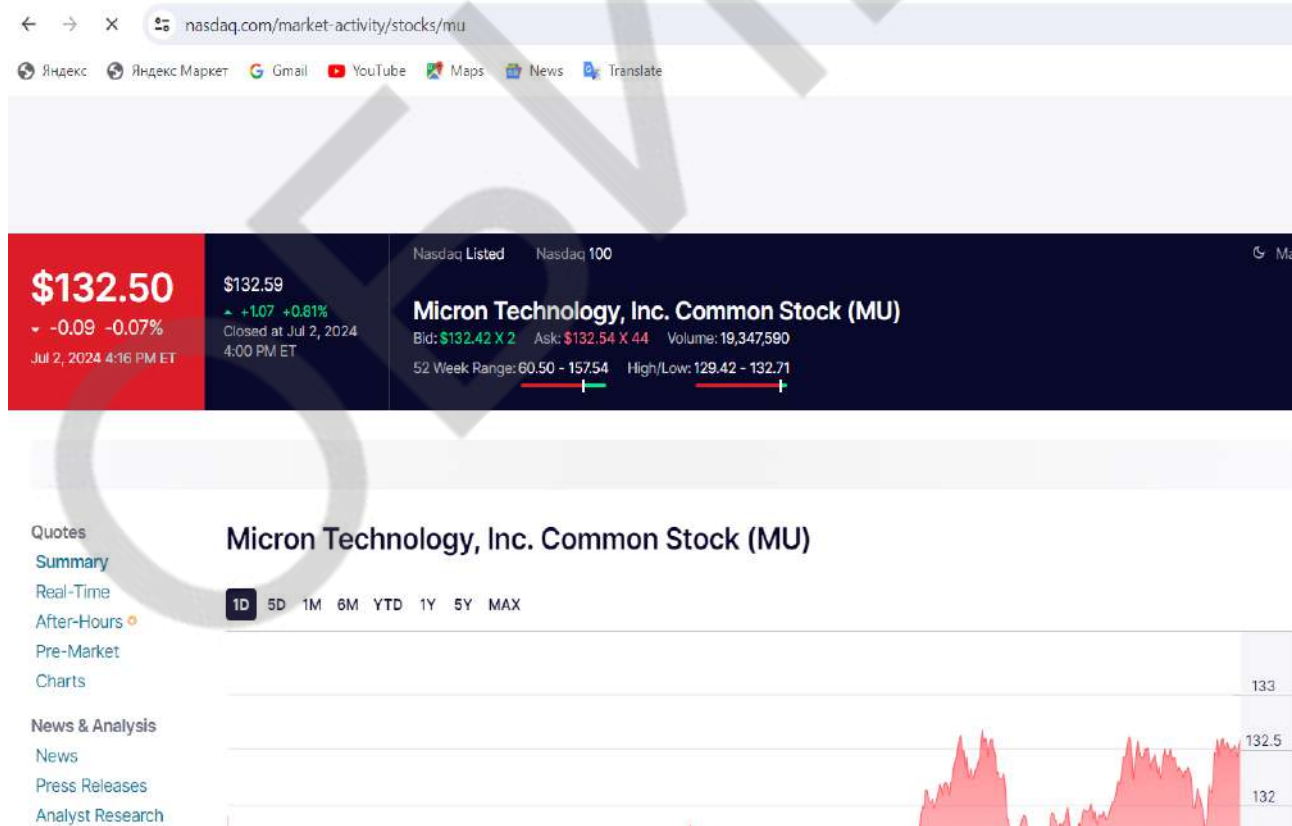 nasdaq.com/market-activity/stocks/mu
Яндекс Яндекс Маркет Gmail YouTube Maps News Translate
Nasdaq Listed Nasdaq 100
$132.50
-0.09 -0.07%
Jul 2, 2024 4:16 PM ET
$132.59
+1.07 +0.81%
Closed at Jul 2, 2024
4:00 PM ET
Micron Technology, Inc. Common Stock (MU)
Bid: $132.42 X 2 Ask: $132.54 X 44 Volume: 19,347,590
52 Week Range: 60.50 - 157.54 High/Low: 129.42 - 132.71
Quotes
Summary
Real-Time
After-Hours
Pre-Market
Charts
News & Analysis
News
Press Releases
Analyst Research
Micron Technology, Inc. Common Stock (MU)
1D 5D 1M 6M YTD 1Y 5Y MAX
133
132.5
132